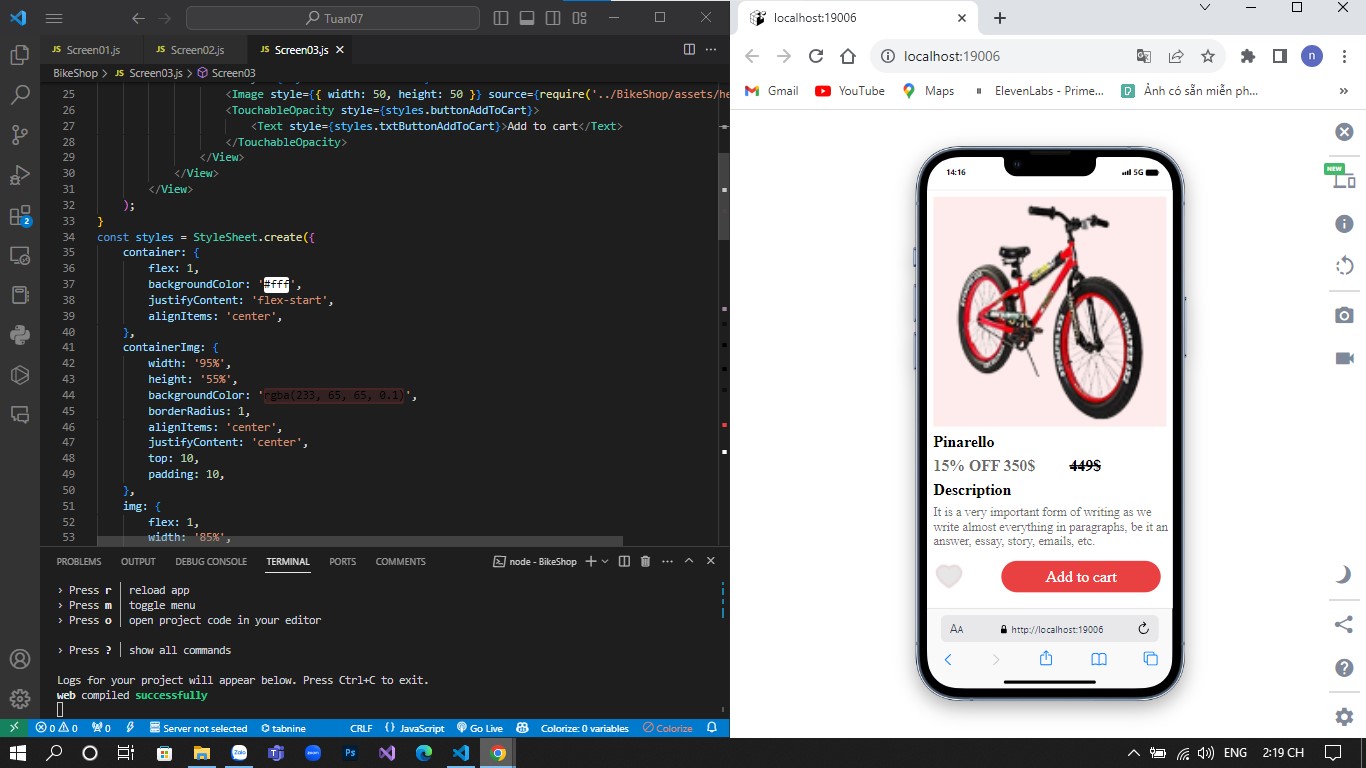 Tuan07
JS Screen01.js
JS Screen02.js
JS Screen03.js
BikeShop > JS Screen03.js > Screen03
25 <Image style={{ width: 50, height: 50 }} source={require('../BikeShop/assets/he
26 <TouchableOpacity style={styles.buttonAddToCart}>
27 <Text style={styles.txtButtonAddToCart}>Add to cart</Text>
28 </TouchableOpacity>
29 </View>
30 </View>
31 </View>
32 );
33 }
34 const styles = StyleSheet.create({
35 container: {
36 flex: 1,
37 backgroundColor: '#fff',
38 justifyContent: 'flex-start',
39 alignItems: 'center',
40 },
41 containerImg: {
42 width: '95%',
43 height: '55%',
44 backgroundColor: 'rgba(233, 65, 65, 0.1)',
45 borderRadius: 1,
46 alignItems: 'center',
47 justifyContent: 'center',
48 top: 10,
49 padding: 10,
50 },
51 img: {
52 flex: 1,
53 width: '85%',
PROBLEMS OUTPUT DEBUG CONSOLE TERMINAL PORTS COMMENTS node - BikeShop
› Press r │ reload app
› Press m │ toggle menu
› Press o │ open project code in your editor
› Press ? │ show all commands
Logs for your project will appear below. Press Ctrl+C to exit.
web compiled successfully
2
0 0 0 Server not selected tabnine CRLF {} JavaScript Go Live Colorize: 0 variables Colorize
localhost:19006
localhost:19006
n
Gmail YouTube Maps ElevenLabs - Prime... Ảnh có sẵn miễn ph... »
NEW
14:16 5G
Pinarello
15% OFF 350$ 449$
Description
It is a very important form of writing as we
write almost everything in paragraphs, be it an
answer, essay, story, emails, etc.
Add to cart
AA http://localhost:19006
Zalo zoom Ps
ENG 2:19 CH